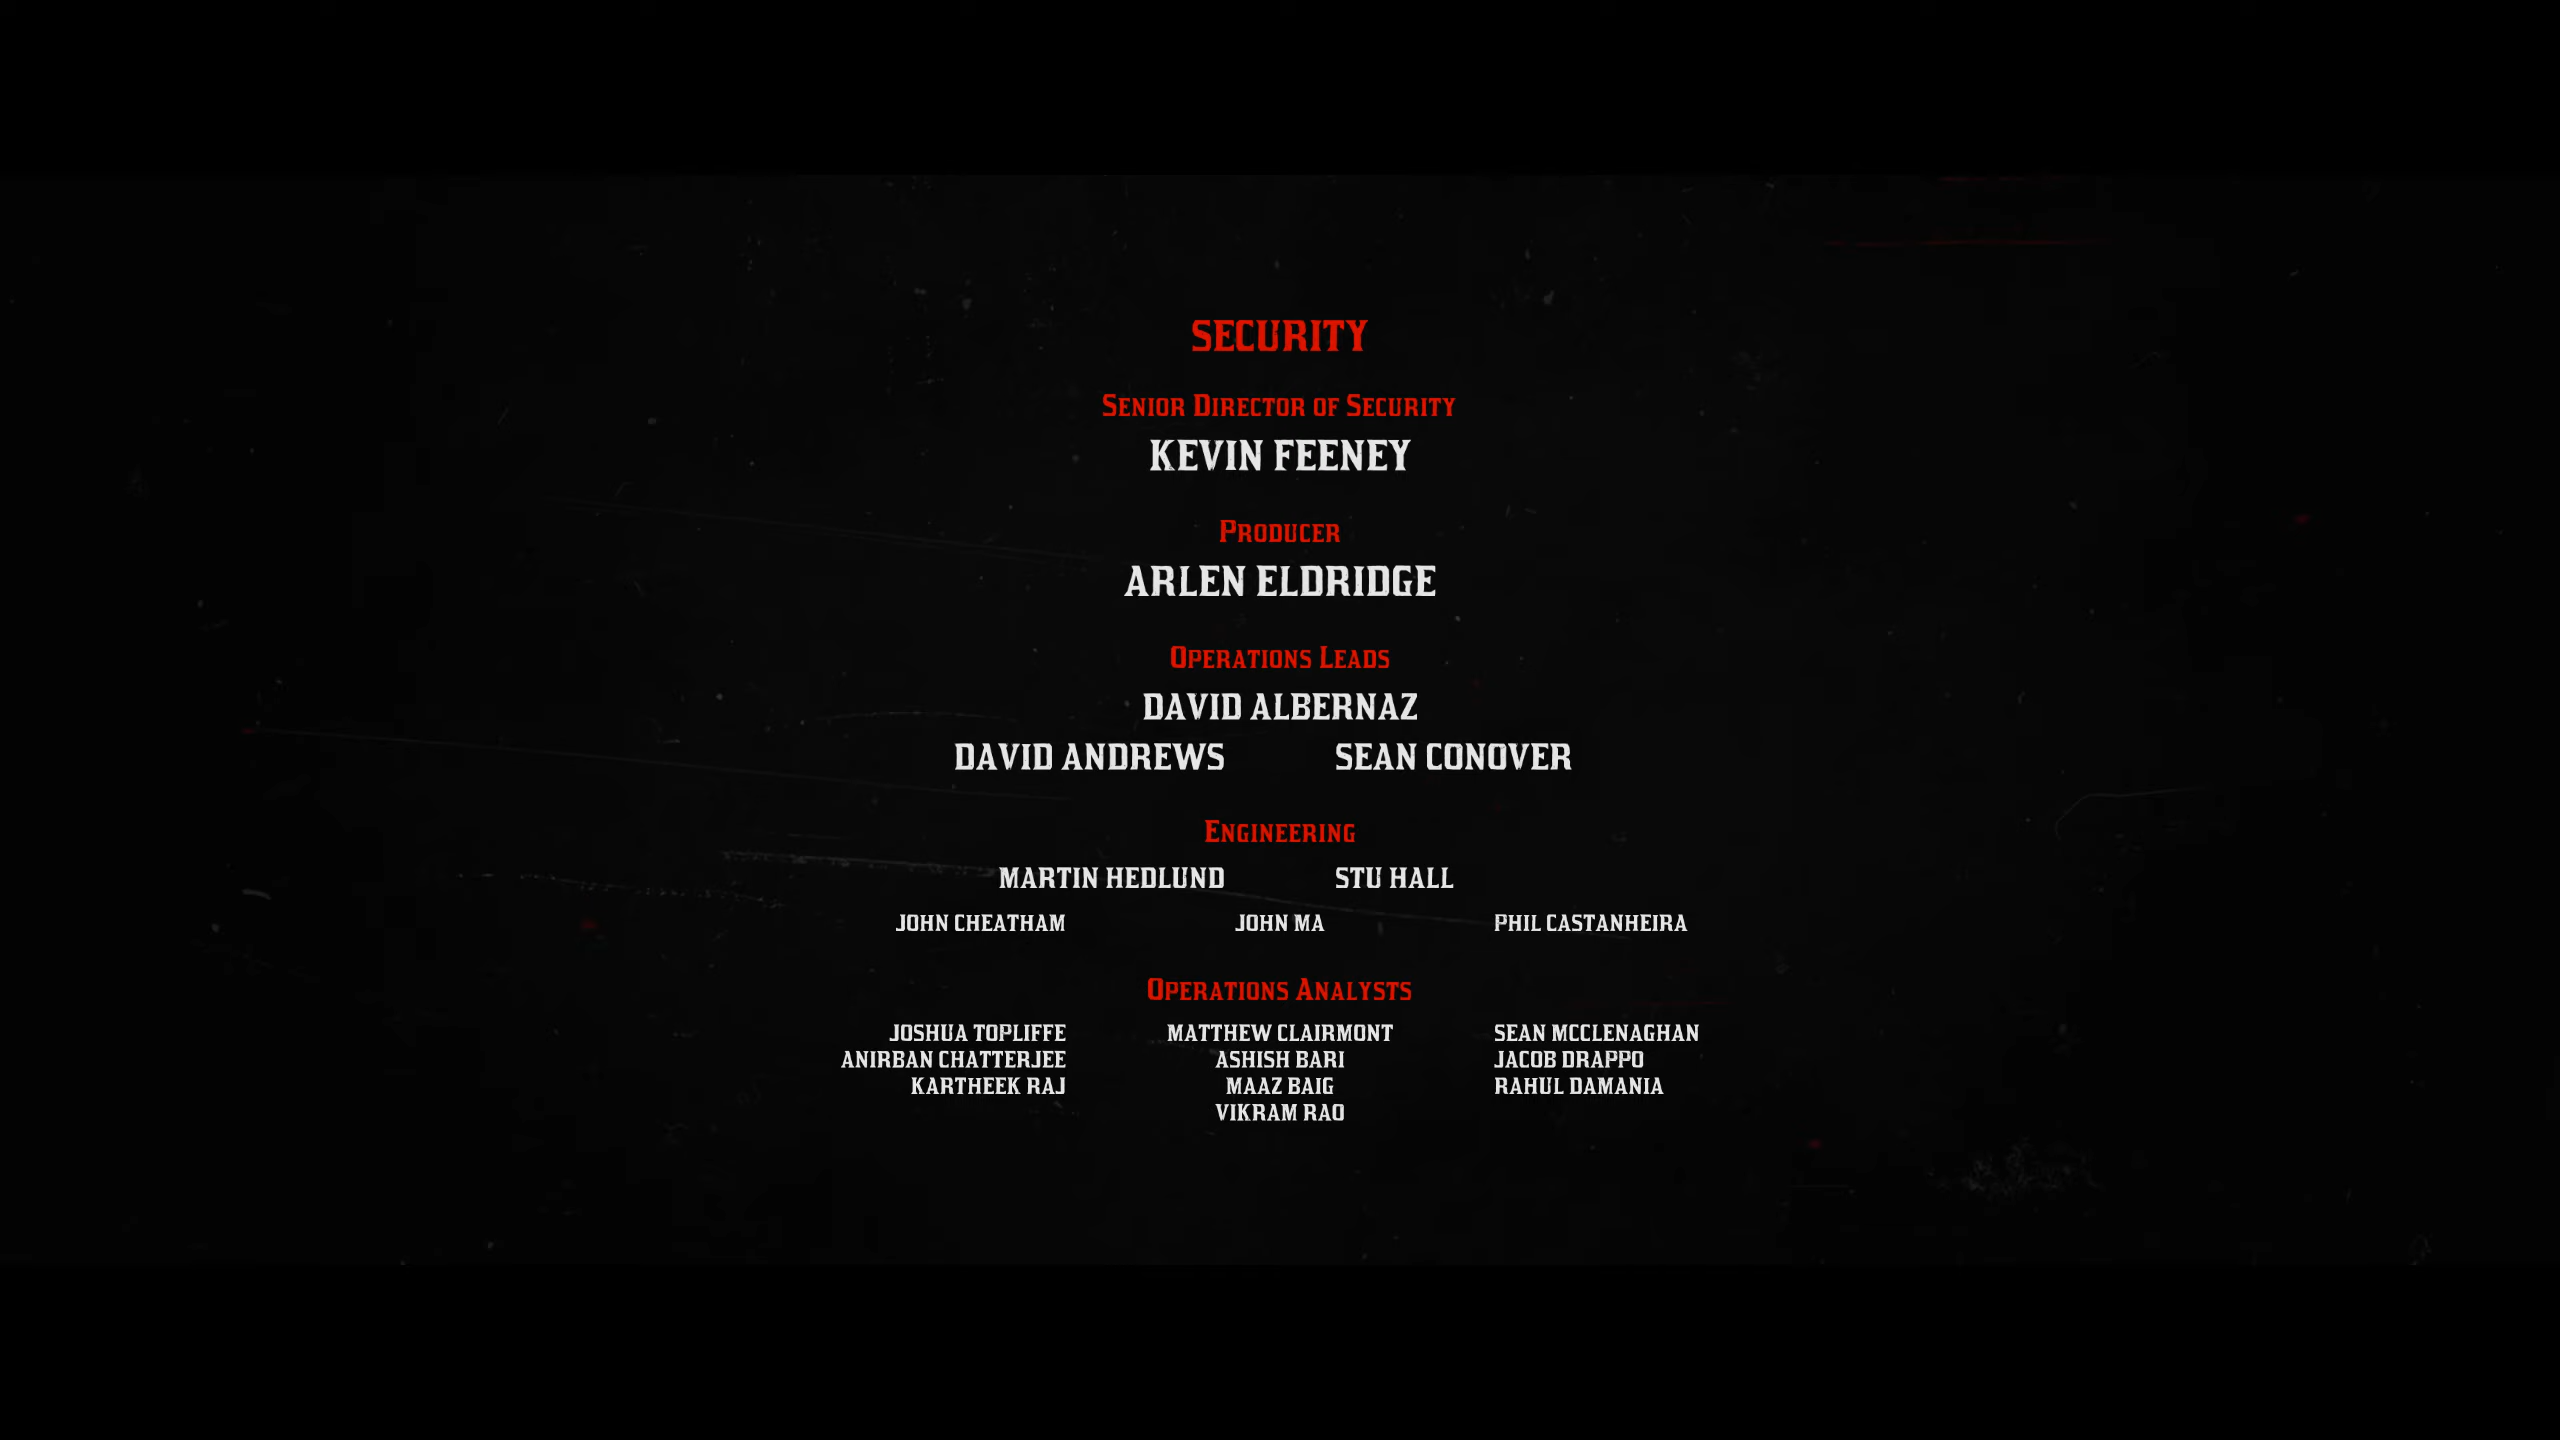 SECURITY
SENIOR DIRECTOR OF SECURITY
KEVIN FEENEY
PRODUCER
ARLEN ELDRIDGE
OPERATIONS LEADS
DAVID ALBERNAZ
DAVID ANDREWS SEAN CONOVER
ENGINEERING
MARTIN HEDLUND STU HALL
JOHN CHEATHAM JOHN MA PHIL CASTANHEIRA
OPERATIONS ANALYSTS
JOSHUA TOPLIFFE MATTHEW CLAIRMONT SEAN MCCLENAGHAN
ANIRBAN CHATTERJEE ASHISH BARI JACOB DRAPPO
KARTHEEK RAJ MAAZ BAIG RAHUL DAMANIA
VIKRAM RAO